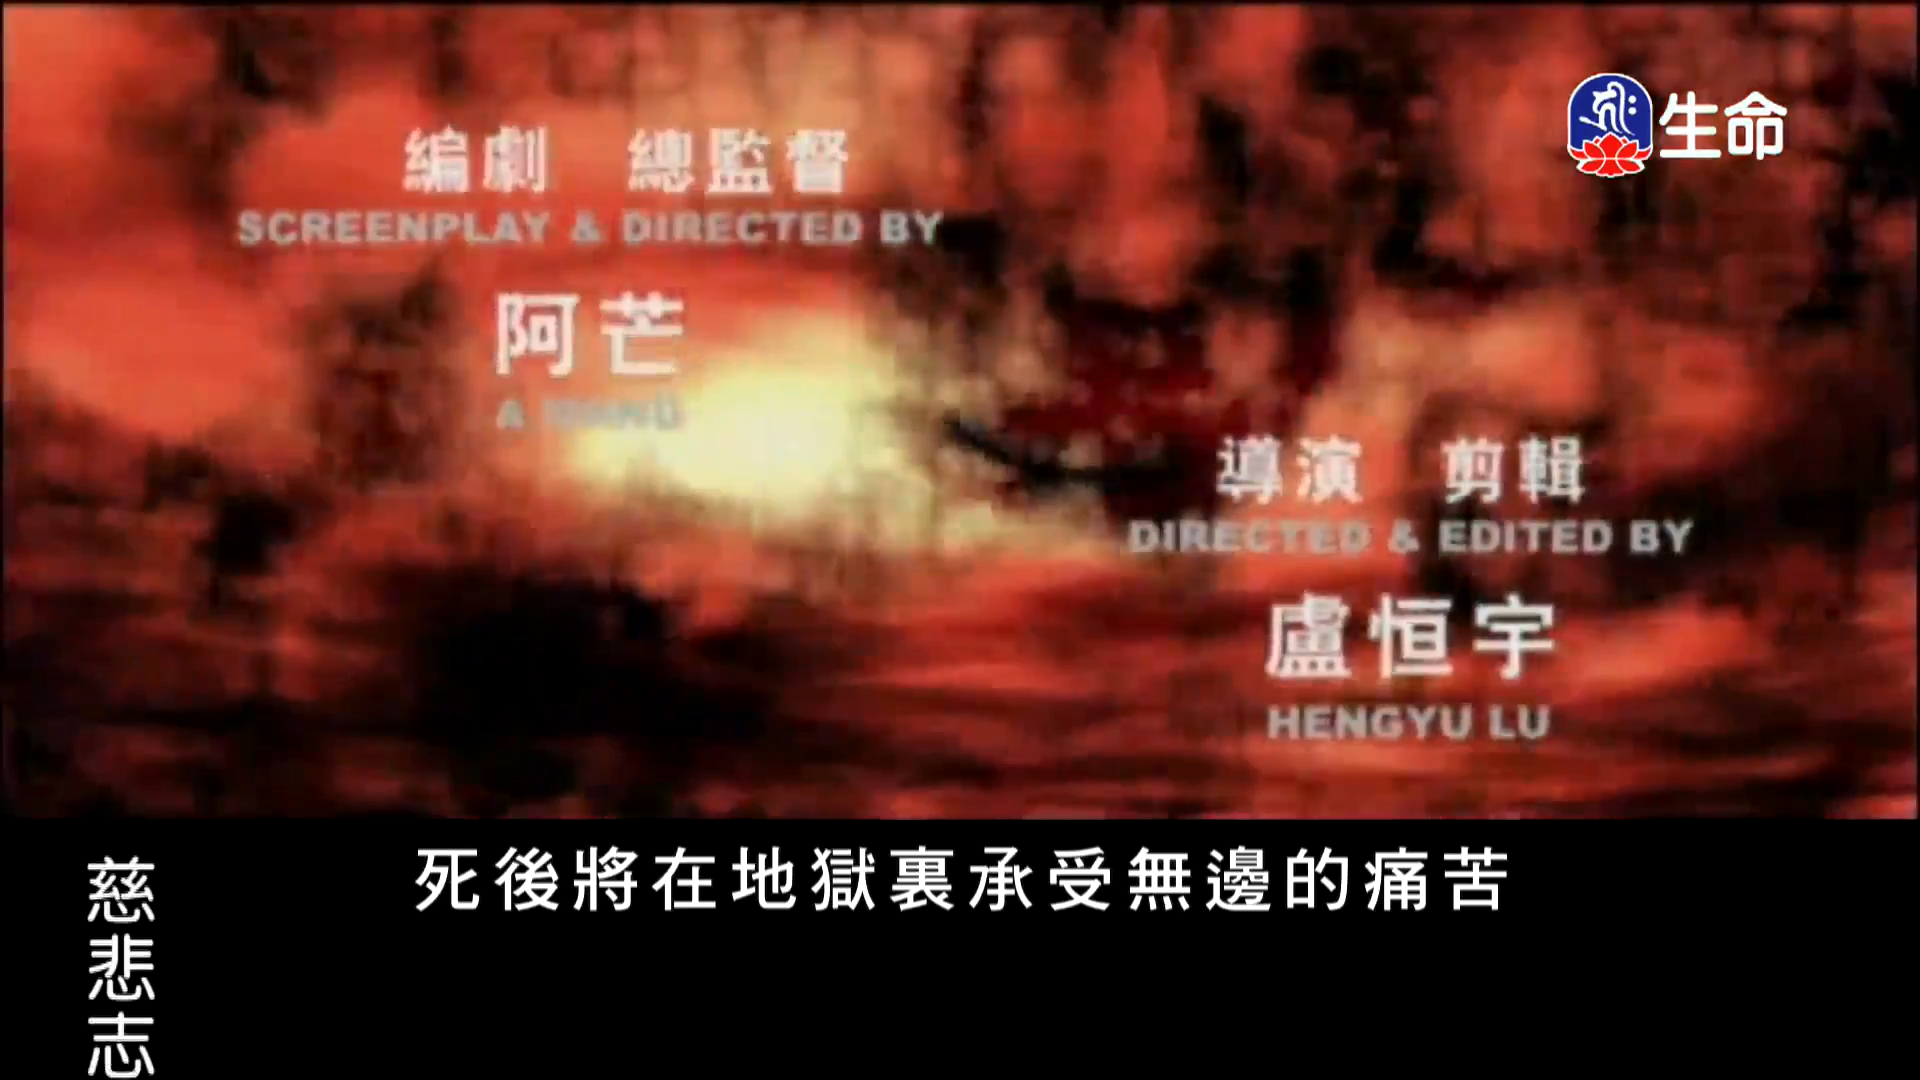 生命
編劇 總監督
SCREENPLAY & DIRECTED BY
阿芒
導演 剪輯
DIRECTED & EDITED BY
盧恒宇
HENGYU LU
死後將在地獄裏承受無邊的痛苦
慈悲志